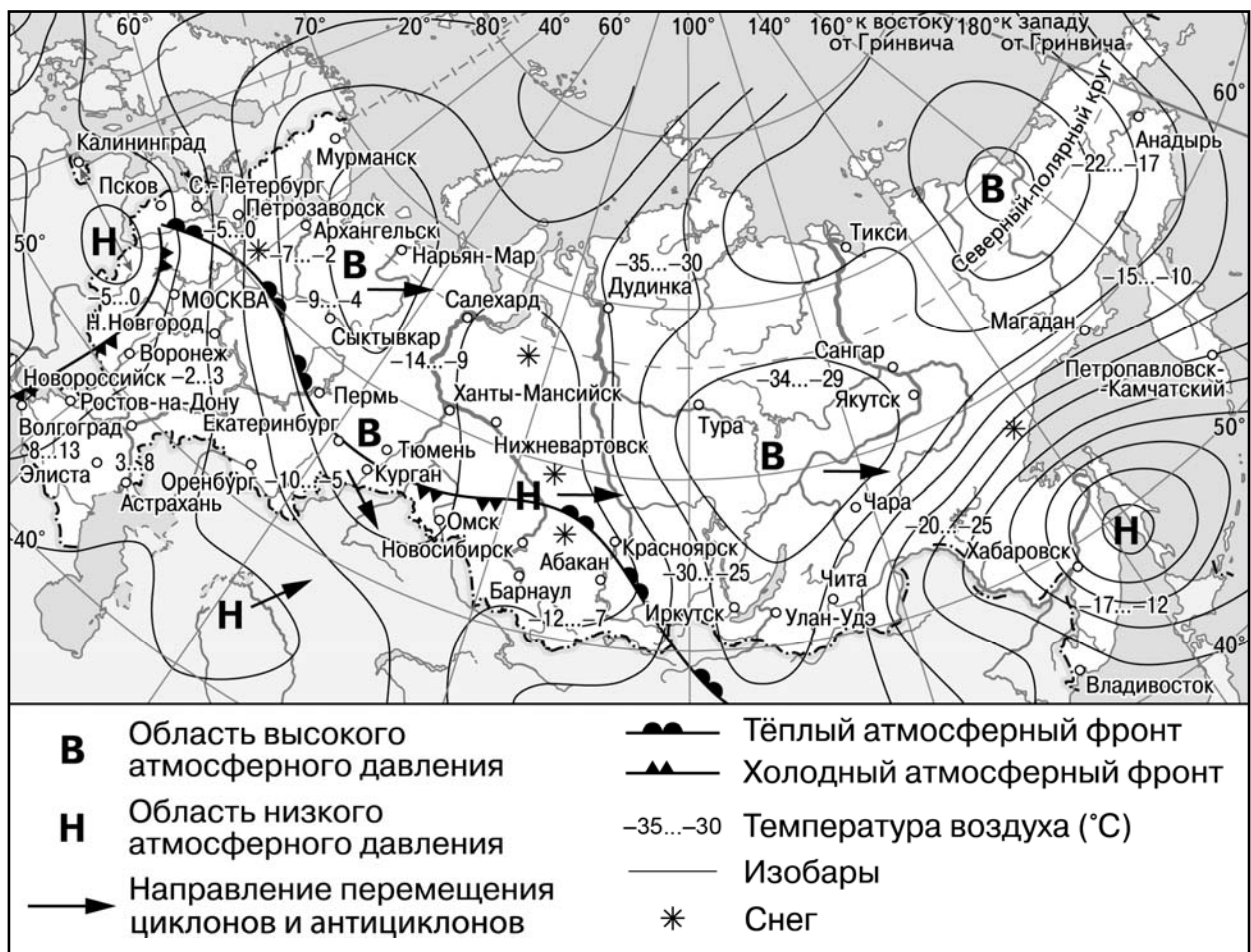 60° 70° 20° 80° 40° 60 100° 120° 140° 160° к востоку 180° к западу
от Гринвича от Гринвича
60°
Северный полярный круг
Калининград
Мурманск
Анадырь
Псков С.-Петербург
В
–22...–17
Петрозаводск
–5...0
Архангельск
50°
Н
–7...–2
В
Нарьян-Мар
Тикси
–35...–30
–15...–10
–5...0
МОСКВА
–9...–4
Салехард
Дудинка
Н.Новгород
Сыктывкар
Магадан
Воронеж
–14...–9
Сангар
Новороссийск –2...3
–34...–29
Петропавловск-
-Камчатский
Ростов-на-Дону
Пермь
Ханты-Мансийск
Якутск
Волгоград
Екатеринбург
В
Тура
50°
8...13
Тюмень
Нижневартовск
В
Элиста
3...8
Оренбург
–10...–5
Курган
Астрахань
Н
Чара
Н
40°
Омск
–20...–25
Новосибирск
Абакан
Красноярск
Хабаровск
–30...–25
Барнаул
Чита
Н
–12...–7
Иркутск
Улан-Удэ
–17...–12
40°
Владивосток
В
Область высокого
атмосферного давления
Н
Область низкого
атмосферного давления
Направление перемещения
циклонов и антициклонов
Тёплый атмосферный фронт
Холодный атмосферный фронт
–35...–30 Температура воздуха (°C)
Изобары
Снег